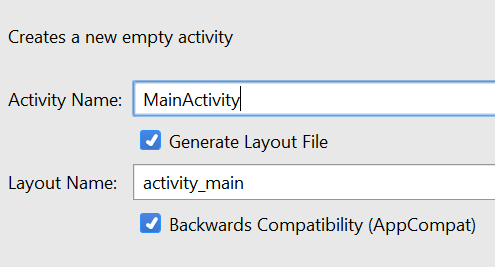 Creates a new empty activity
Activity Name: MainActivity
Generate Layout File
Layout Name: activity_main
Backwards Compatibility (AppCompat)